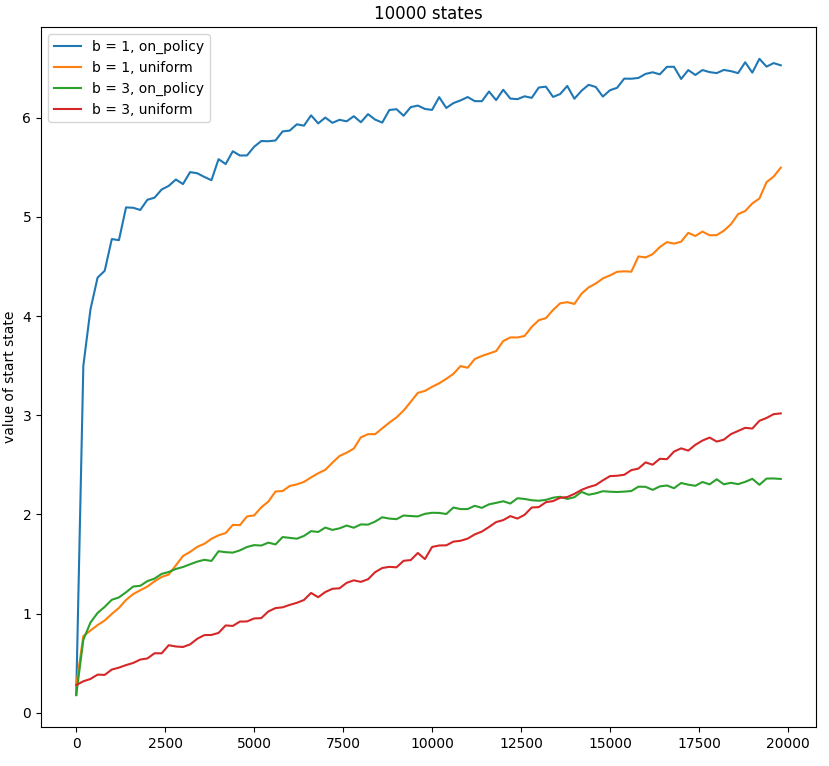 10000 states
b = 1, on_policy
b = 1, uniform
b = 3, on_policy
b = 3, uniform
value of start state
6
5
4
3
2
1
0
0 2500 5000 7500 10000 12500 15000 17500 20000